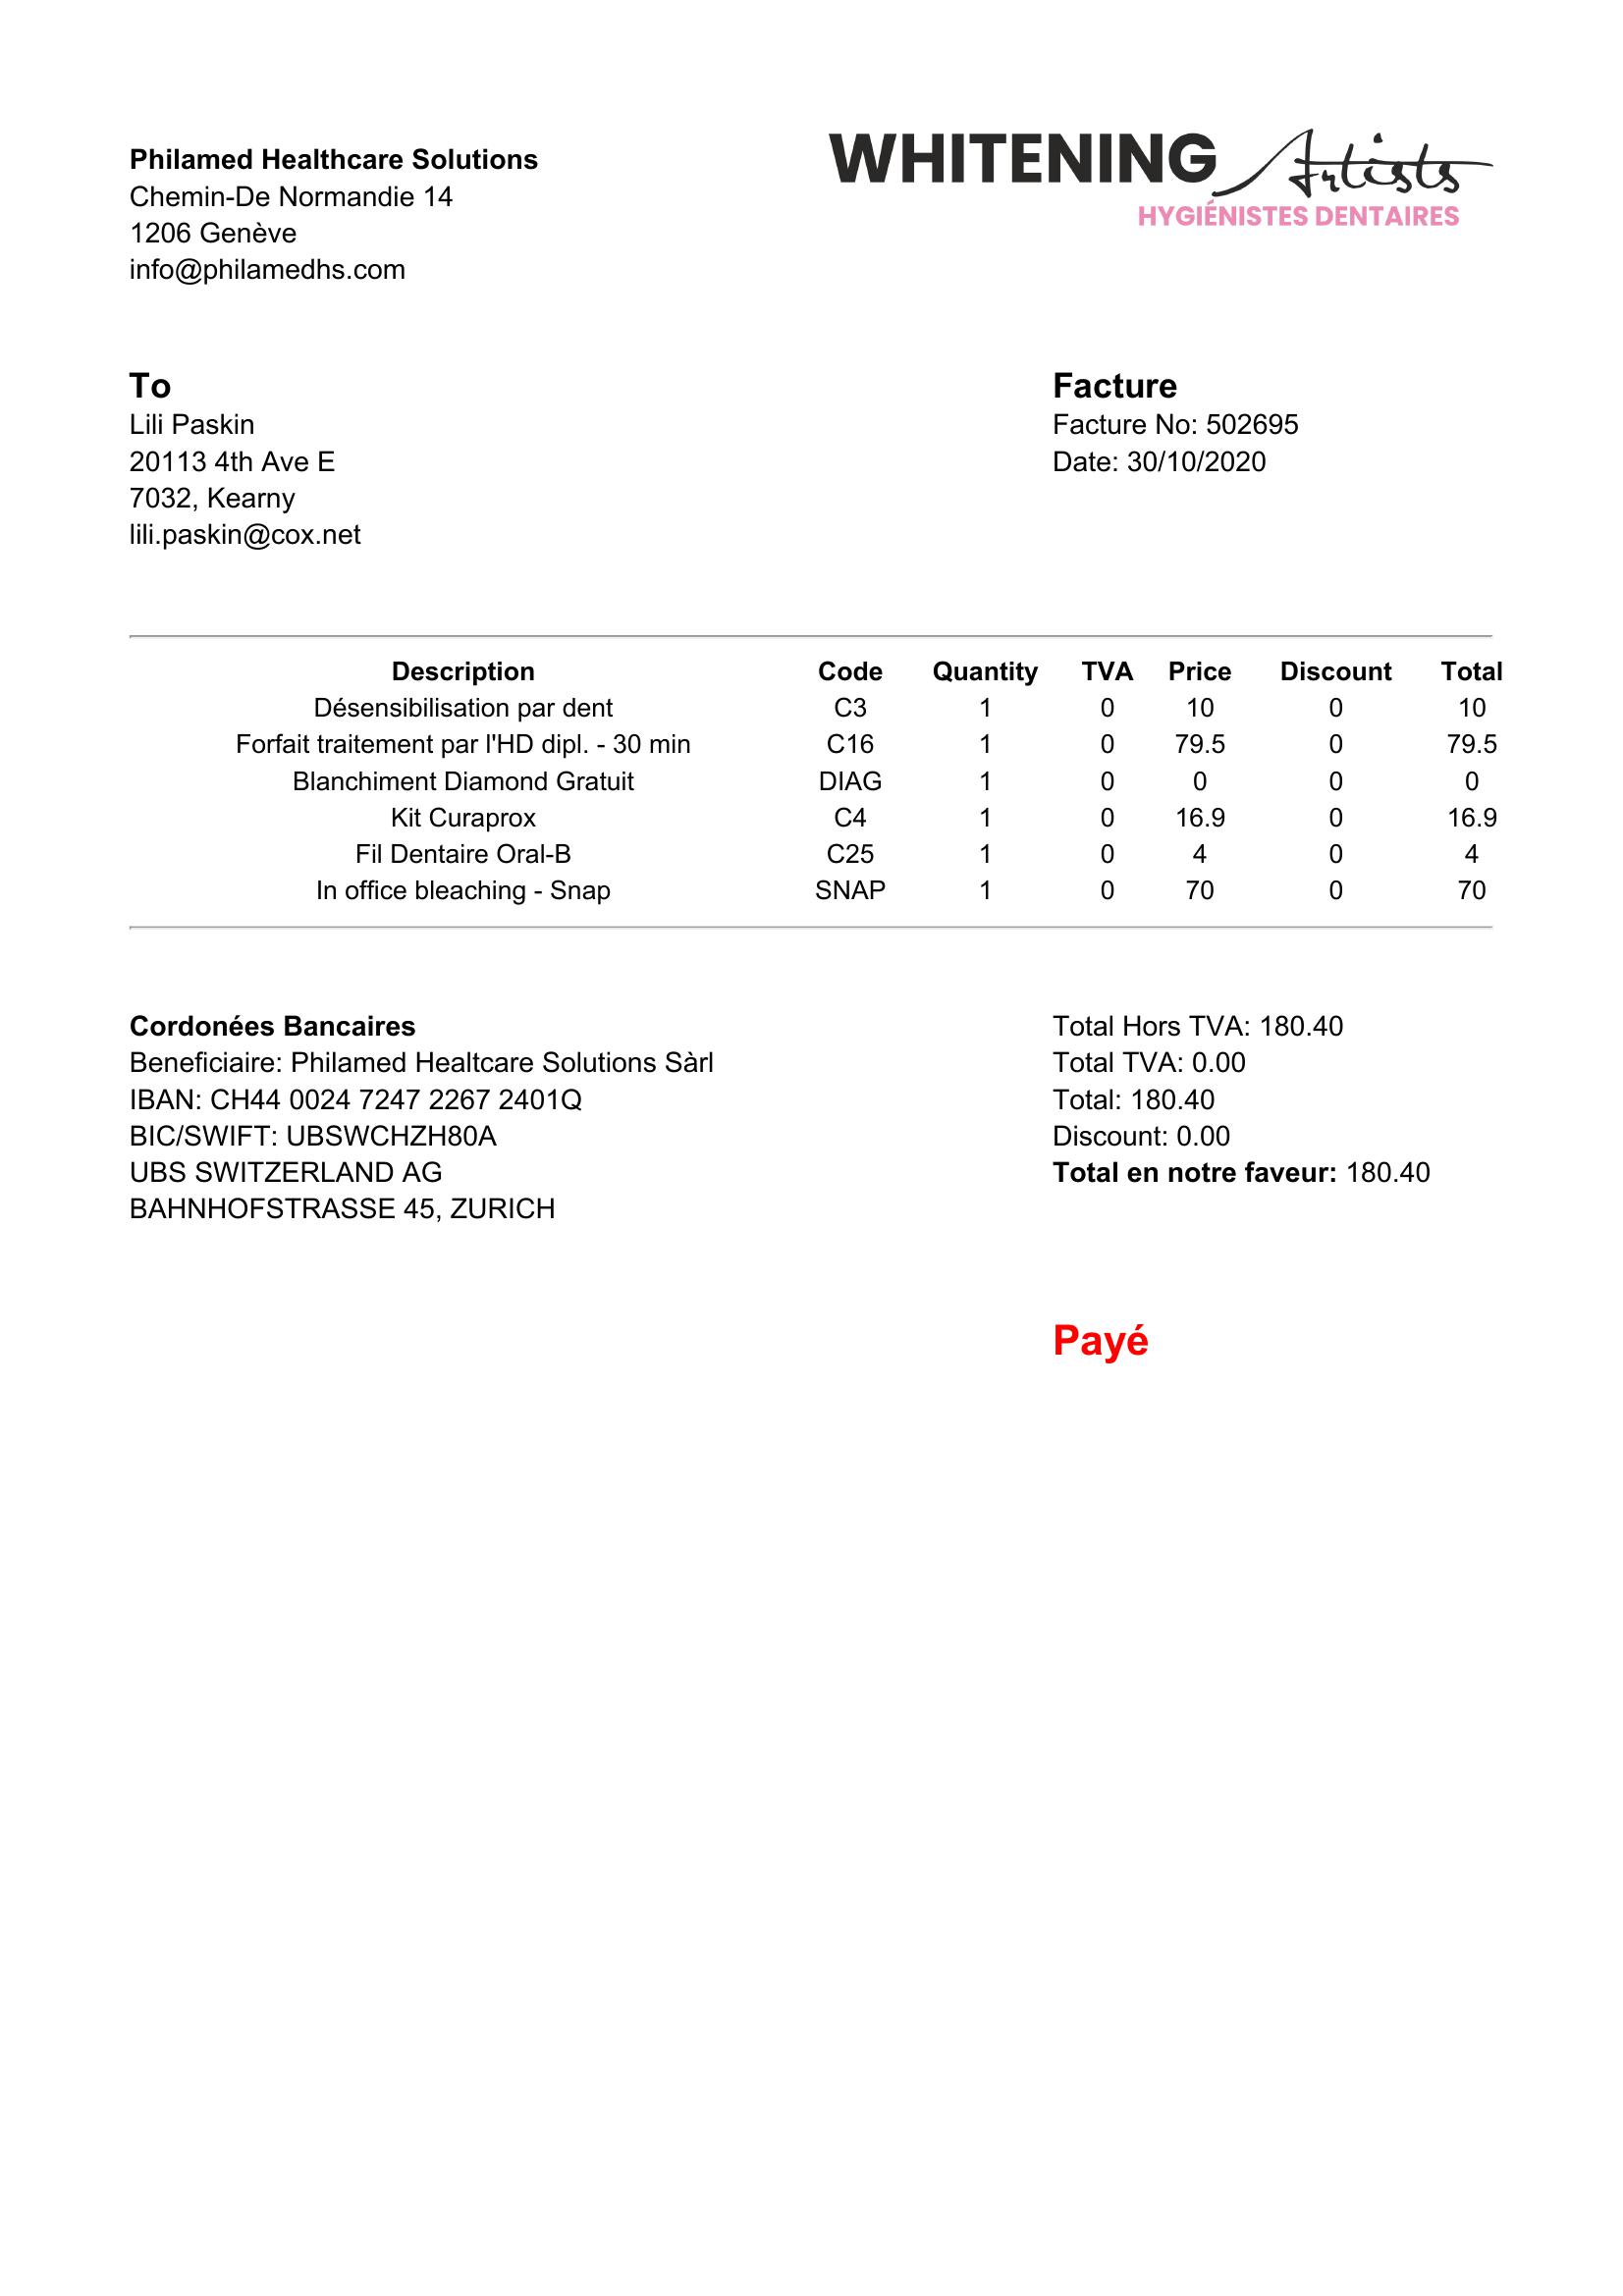 Philamed Healthcare Solutions
Chemin-De Normandie 14
1206 Genève
info@philamedhs.com
WHITENING Artists
HYGIÉNISTES DENTAIRES
To
Lili Paskin
20113 4th Ave E
7032, Kearny
lili.paskin@cox.net
Facture
Facture No: 502695
Date: 30/10/2020
Description Code Quantity TVA Price Discount Total
Désensibilisation par dent C3 1 0 10 0 10
Forfait traitement par l'HD dipl. - 30 min C16 1 0 79.5 0 79.5
Blanchiment Diamond Gratuit DIAG 1 0 0 0 0
Kit Curaprox C4 1 0 16.9 0 16.9
Fil Dentaire Oral-B C25 1 0 4 0 4
In office bleaching - Snap SNAP 1 0 70 0 70
Cordonées Bancaires
Beneficiaire: Philamed Healtcare Solutions Sàrl
IBAN: CH44 0024 7247 2267 2401Q
BIC/SWIFT: UBSWCHZH80A
UBS SWITZERLAND AG
BAHNHOFSTRASSE 45, ZURICH
Total Hors TVA: 180.40
Total TVA: 0.00
Total: 180.40
Discount: 0.00
Total en notre faveur: 180.40
Payé